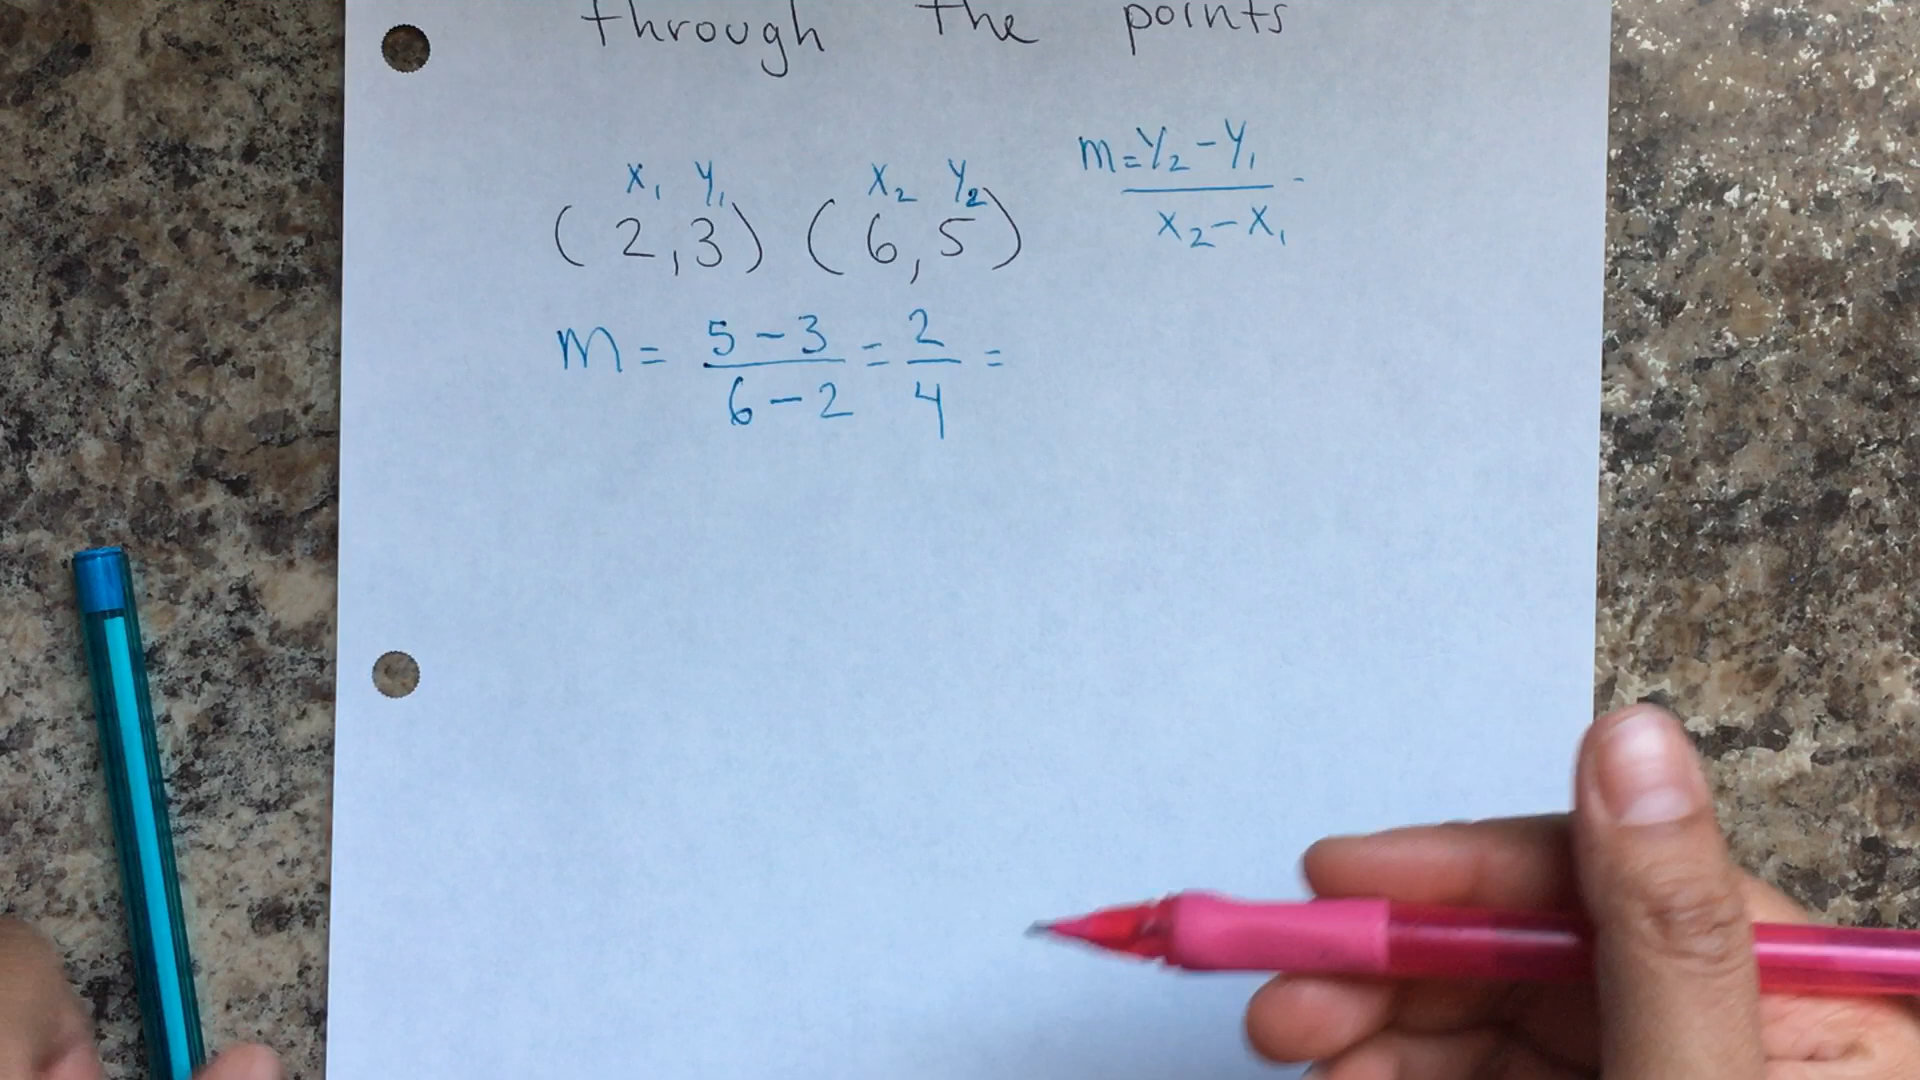 through the points
x₁ y₁ x₂ y₂
(2,3) (6,5)
m = y₂ - y₁ / x₂ - x₁
m = 5 - 3 / 6 - 2 = 2 / 4 =